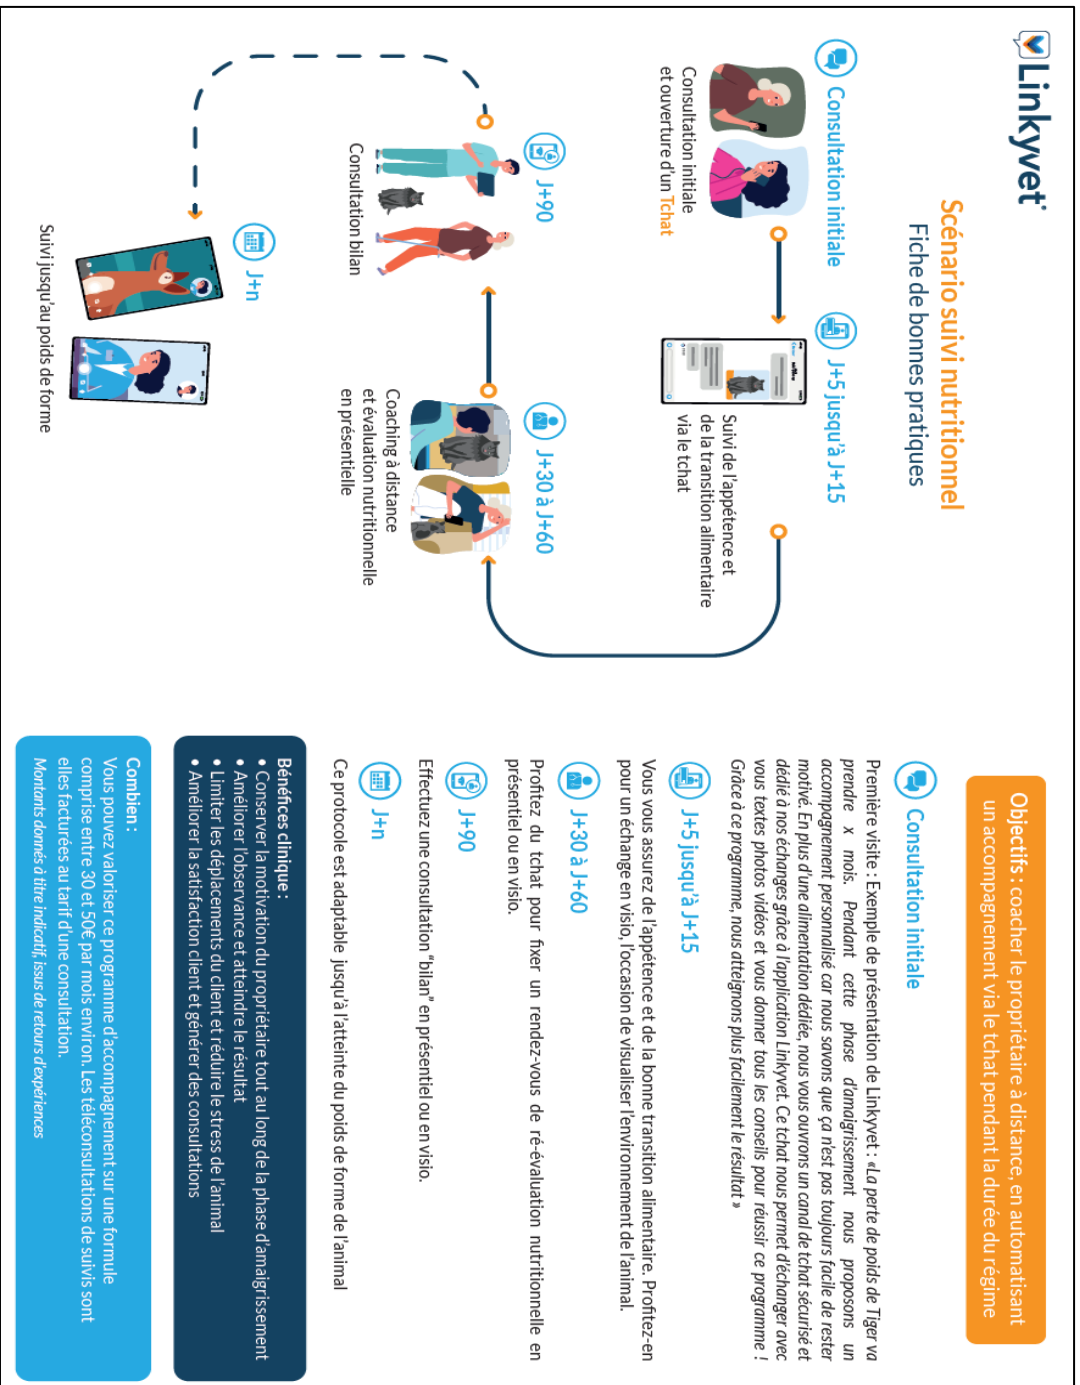 Linkyvet
Scénario suivi nutritionnel
Fiche de bonnes pratiques
Consultation initiale
Consultation initiale
et ouverture d'un Tchat
J+5 jusqu'à J+15
Suivi de l'appétence et
de la transition alimentaire
via le tchat
J+30 à J+60
Coaching à distance
et évaluation nutritionnelle
en présentielle
J+90
Consultation bilan
J+n
Suivi jusqu'au poids de forme
Objectifs : coacher le propriétaire à distance, en automatisant
un accompagnement via le tchat pendant la durée du régime
Consultation initiale
Première visite : Exemple de présentation de Linkyvet : «La perte de poids de Tiger va
prendre x mois. Pendant cette phase d'amaigrissement nous proposons un
accompagnement personnalisé car nous savons que ça n'est pas toujours facile de rester
motivé. En plus d'une alimentation dédiée, nous vous ouvrons un canal de tchat sécurisé et
dédié à nos échanges grâce à l'application Linkyvet. Ce tchat nous permet d'échanger avec
vous textes photos vidéos et vous donner tous les conseils pour réussir ce programme !
Grâce à ce programme, nous atteignons plus facilement le résultat »
J+5 jusqu'à J+15
Vous vous assurez de l'appétence et de la bonne transition alimentaire. Profitez-en
pour un échange en visio, l'occasion de visualiser l'environnement de l'animal.
J+30 à J+60
Profitez du tchat pour fixer un rendez-vous de ré-évaluation nutritionnelle en
présentiel ou en visio.
J+90
Effectuez une consultation "bilan" en présentiel ou en visio.
J+n
Ce protocole est adaptable jusqu'à l'atteinte du poids de forme de l'animal
Bénéfices clinique :
• Conserver la motivation du propriétaire tout au long de la phase d'amaigrissement
• Améliorer l'observance et atteindre le résultat
• Limiter les déplacements du client et réduire le stress de l'animal
• Améliorer la satisfaction client et générer des consultations
Combien :
Vous pouvez valoriser ce programme d'accompagnement sur une formule
comprise entre 30 et 50€ par mois environ. Les téléconsultations de suivis sont
elles facturées au tarif d'une consultation.
Montants donnés à titre indicatif, issus de retours d'expériences